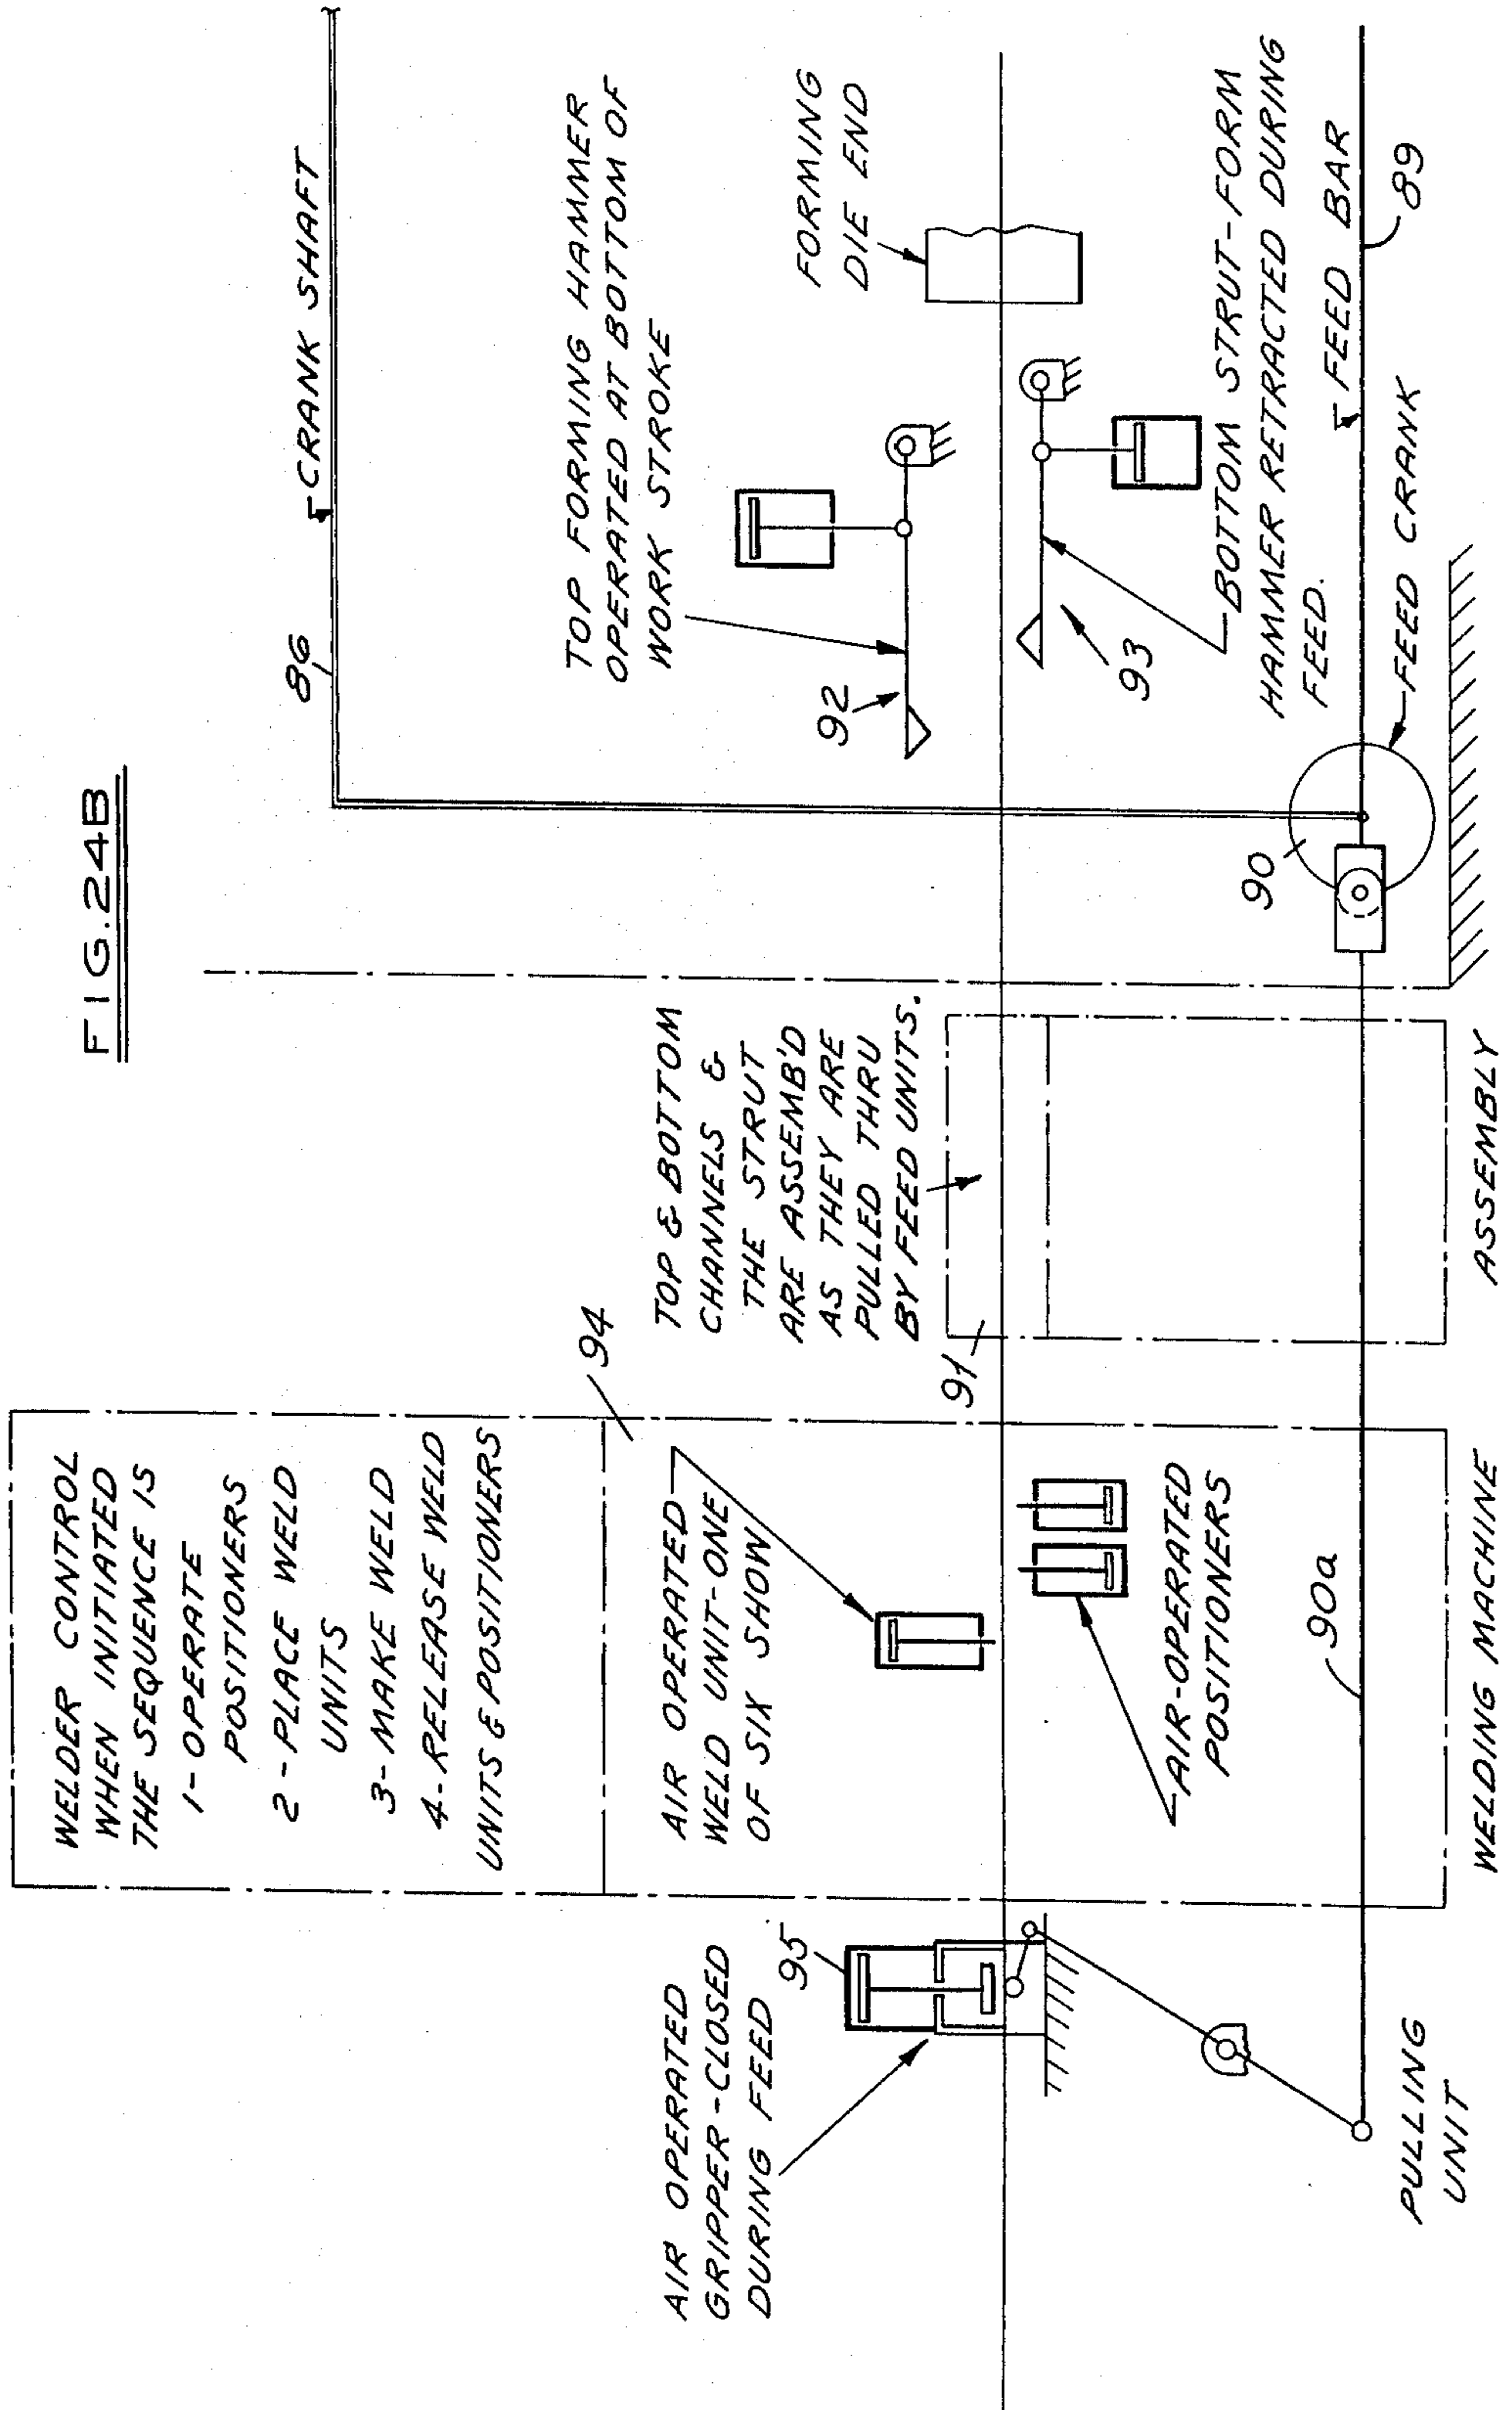 FIG. 24B
WELDER CONTROL
WHEN INITIATED
THE SEQUENCE IS
1- OPERATE
POSITIONERS
2 - PLACE WELD
UNITS
3- MAKE WELD
4- RELEASE WELD
UNITS & POSITIONERS
94
AIR OPERATED
WELD UNIT-ONE
OF SIX SHOW
AIR-OPERATED
POSITIONERS
90a
WELDING MACHINE
AIR OPERATED
GRIPPER-CLOSED
DURING FEED
95
PULLING
UNIT
TOP & BOTTOM
CHANNELS &
THE STRUT
ARE ASSEMB'D
AS THEY ARE
PULLED THRU
BY FEED UNITS.
91
ASSEMBLY
86
CRANK SHAFT
TOP FORMING HAMMER
OPERATED AT BOTTOM OF
WORK STROKE
92
FORMING
DIE END
93
BOTTOM STRUT-FORM
HAMMER RETRACTED DURING
FEED.
90
FEED CRANK
FEED BAR
89